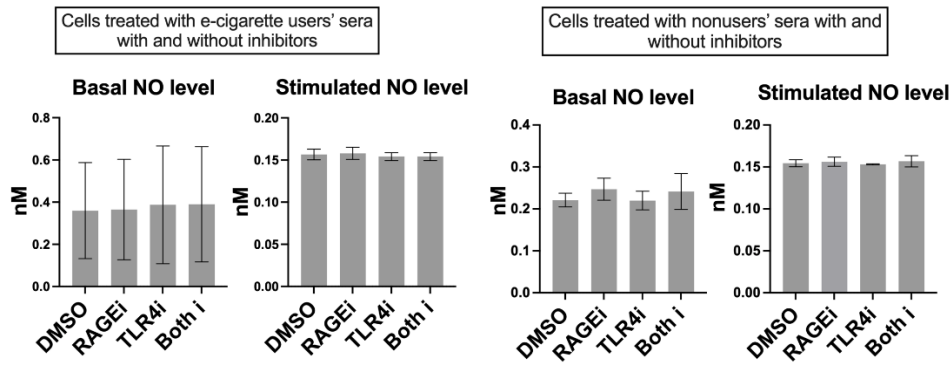 Cells treated with e-cigarette users' sera
with and without inhibitors
Basal NO level
nM
0.8
0.6
0.4
0.2
0.0
DMSO
RAGEi
TLR4i
Both i
Stimulated NO level
nM
0.20
0.15
0.10
0.05
0.00
DMSO
RAGEi
TLR4i
Both i
Cells treated with nonusers' sera with and
without inhibitors
Basal NO level
nM
0.4
0.3
0.2
0.1
0.0
DMSO
RAGEi
TLR4i
Both i
Stimulated NO level
nM
0.20
0.15
0.10
0.05
0.00
DMSO
RAGEi
TLR4i
Both i